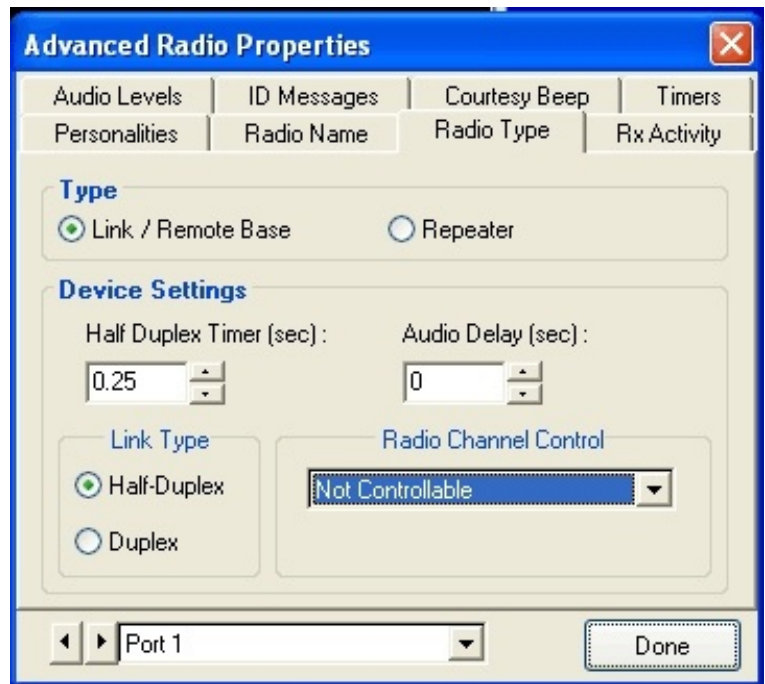 Advanced Radio Properties
Audio Levels ID Messages Courtesy Beep Timers
Personalities Radio Name Radio Type Rx Activity
Type
Link / Remote Base Repeater
Device Settings
Half Duplex Timer (sec) : Audio Delay (sec) :
0.25 0
Link Type Radio Channel Control
Half-Duplex Not Controllable
Duplex
Port 1 Done